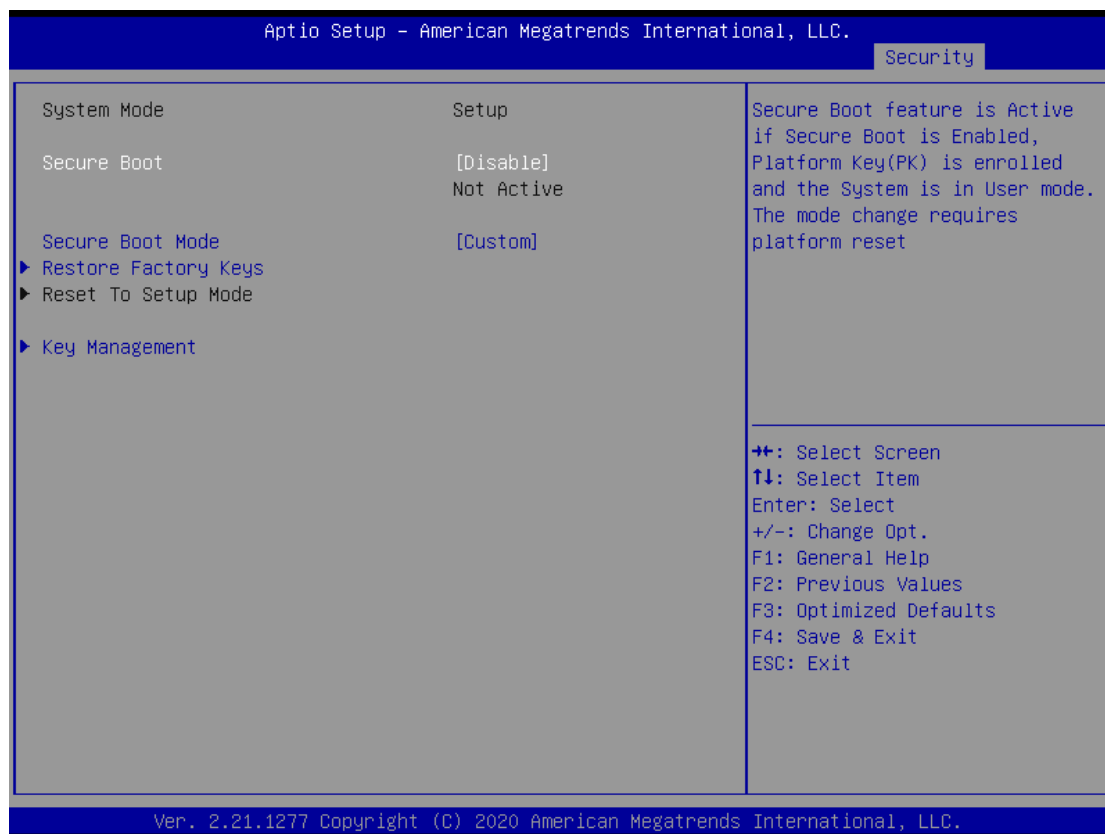 Aptio Setup – American Megatrends International, LLC.
Security
System Mode Setup
Secure Boot [Disable]
Not Active
Secure Boot Mode [Custom]
▶ Restore Factory Keys
▶ Reset To Setup Mode
▶ Key Management
Secure Boot feature is Active
if Secure Boot is Enabled,
Platform Key(PK) is enrolled
and the System is in User mode.
The mode change requires
platform reset
→←: Select Screen
↑↓: Select Item
Enter: Select
+/-: Change Opt.
F1: General Help
F2: Previous Values
F3: Optimized Defaults
F4: Save & Exit
ESC: Exit
Ver. 2.21.1277 Copyright (C) 2020 American Megatrends International, LLC.